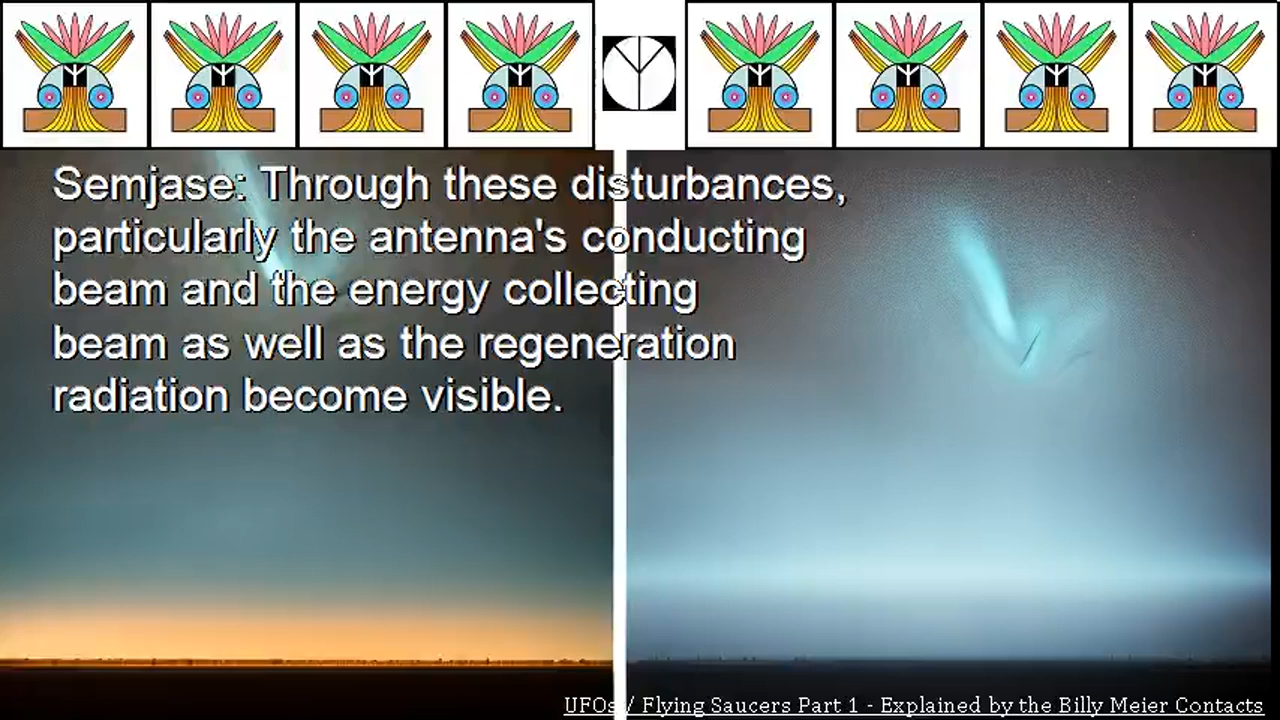 Semjase: Through these disturbances,
particularly the antenna's conducting
beam and the energy collecting
beam as well as the regeneration
radiation become visible.
UFOs / Flying Saucers Part 1 - Explained by the Billy Meier Contacts